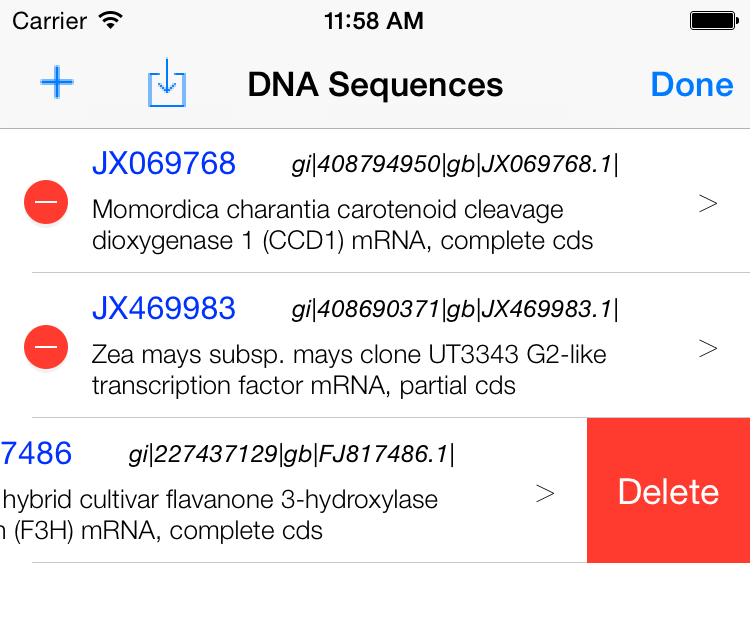 Carrier 11:58 AM
DNA Sequences Done
JX069768 gi|408794950|gb|JX069768.1|
Momordica charantia carotenoid cleavage >
dioxygenase 1 (CCD1) mRNA, complete cds
JX469983 gi|408690371|gb|JX469983.1|
Zea mays subsp. mays clone UT3343 G2-like >
transcription factor mRNA, partial cds
7486 gi|227437129|gb|FJ817486.1|
hybrid cultivar flavanone 3-hydroxylase > Delete
n (F3H) mRNA, complete cds